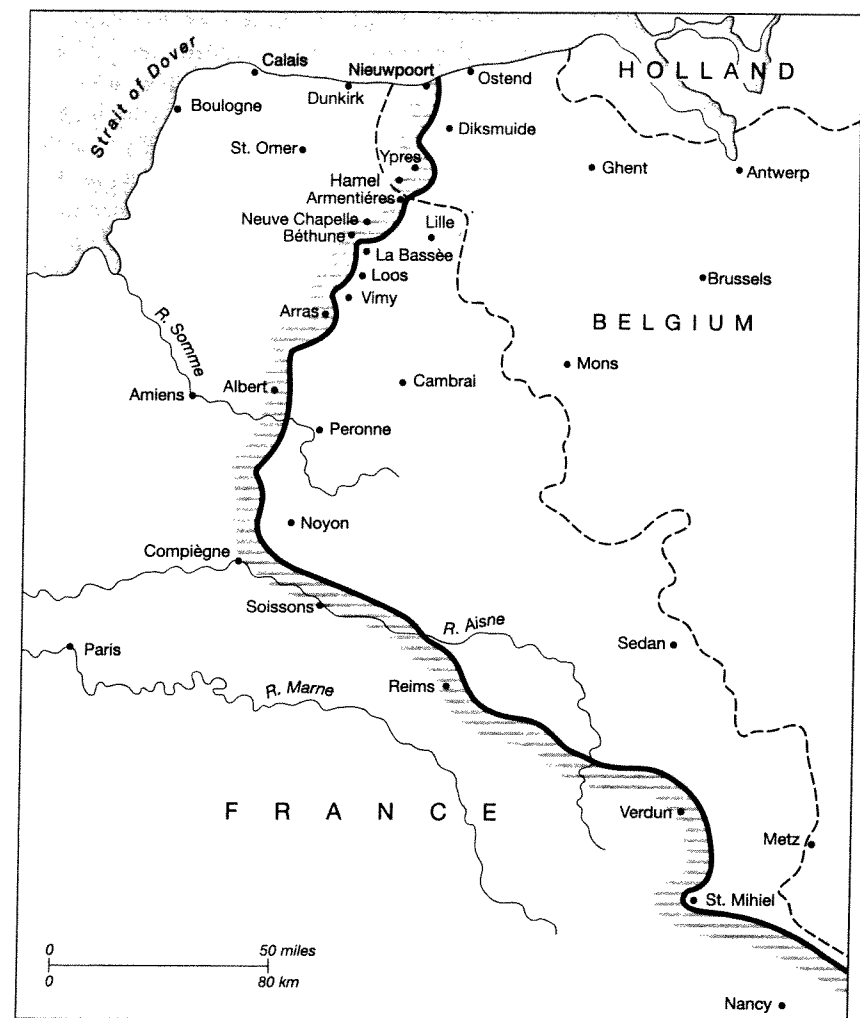 Strait of Dover
Calais
Nieuwpoort
Ostend
HOLLAND
Dunkirk
Boulogne
Diksmuide
St. Omer
Ypres
Ghent
Antwerp
Hamel
Armentiéres
Neuve Chapelle
Lille
Béthune
La Bassèe
Loos
Brussels
Vimy
Arras
R. Somme
BELGIUM
Mons
Amiens
Albert
Cambrai
Peronne
Noyon
Compiègne
Soissons
R. Aisne
Sedan
Paris
R. Marne
Reims
FRANCE
Verdun
Metz
St. Mihiel
0 50 miles
0 80 km
Nancy